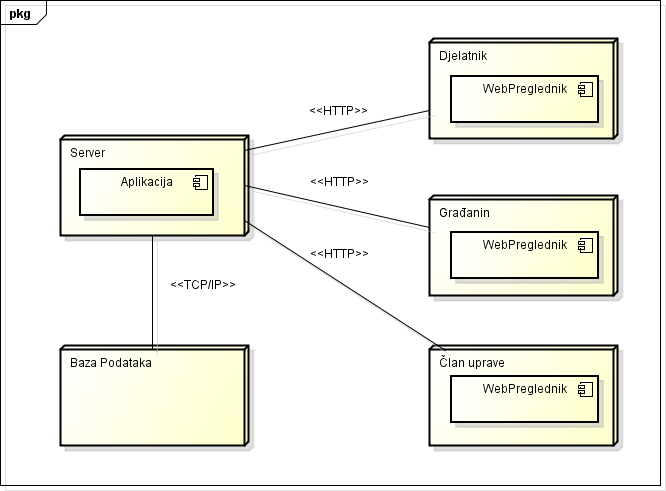 pkg
Djelatnik
WebPreglednik
<<HTTP>>
Server
Aplikacija
<<HTTP>>
Građanin
WebPreglednik
<<HTTP>>
<<TCP/IP>>
Baza Podataka
Član uprave
WebPreglednik